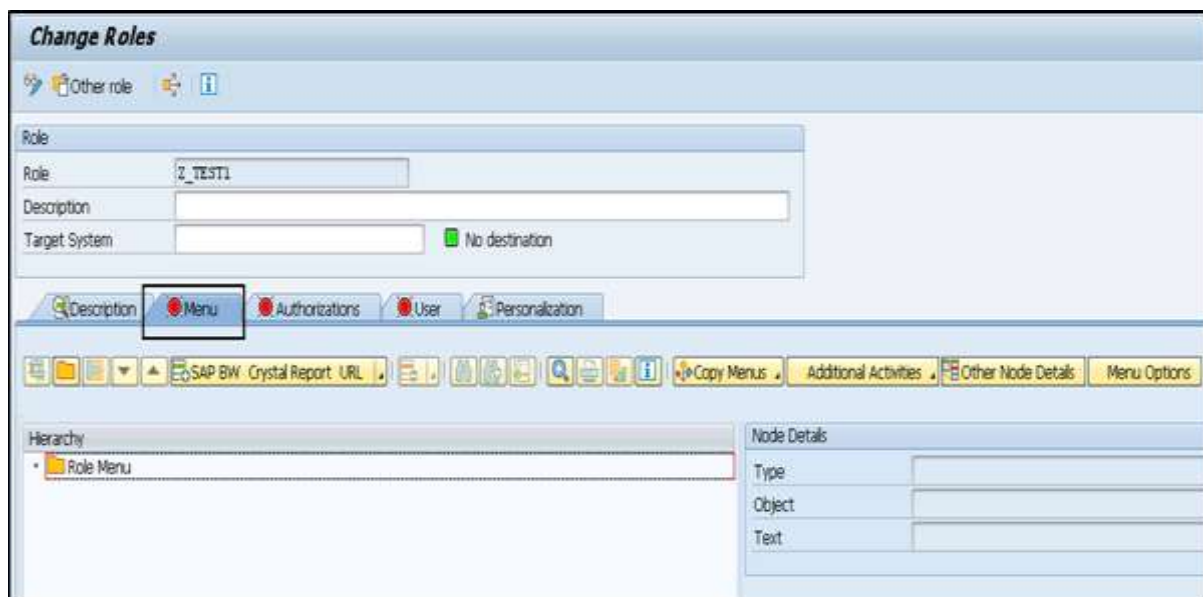 Change Roles
Other role
Role
Role Z_TEST1
Description
Target System No destination
Description Menu Authorizations User Personalization
SAP BW Crystal Report URL Copy Menus Additional Activities Other Node Details Menu Options
Hierarchy Node Details
Role Menu
Type
Object
Text